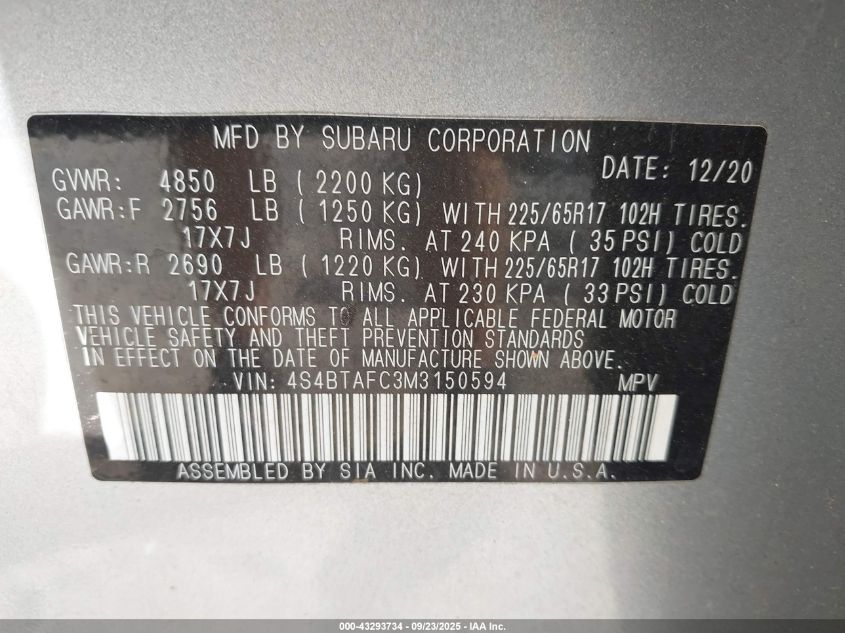 MFD BY SUBARU CORPORATION
DATE: 12/20
GVWR: 4850 LB ( 2200 KG)
GAWR:F 2756 LB ( 1250 KG) WITH 225/65R17 102H TIRES.
17X7J RIMS. AT 240 KPA ( 35 PSI) COLD
GAWR:R 2690 LB ( 1220 KG) WITH 225/65R17 102H TIRES.
17X7J RIMS. AT 230 KPA ( 33 PSI) COLD
THIS VEHICLE CONFORMS TO ALL APPLICABLE FEDERAL MOTOR
VEHICLE SAFETY AND THEFT PREVENTION STANDARDS
IN EFFECT ON THE DATE OF MANUFACTURE SHOWN ABOVE.
VIN: 4S4BTAFC3M3150594 MPV
ASSEMBLED BY SIA INC. MADE IN U.S.A.
000-43293734 - 09/23/2025 - IAA Inc.